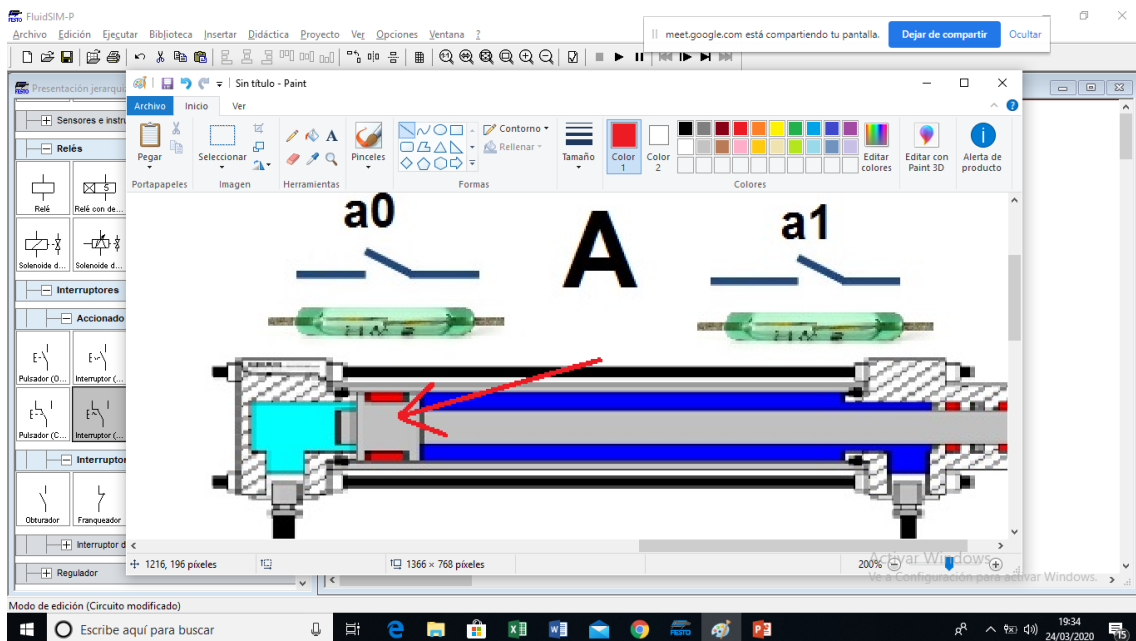 FluidSIM-P
Archivo Edición Ejecutar Biblioteca Insertar Didáctica Proyecto Ver Opciones Ventana ?
meet.google.com está compartiendo tu pantalla. Dejar de compartir Ocultar
Presentación jerarqui
Sin título - Paint
Archivo Inicio Ver
Pegar
Seleccionar
Pinceles
Contorno
Rellenar
Tamaño
Color 1
Color 2
Editar colores
Editar con Paint 3D
Alerta de producto
Portapapeles Imagen Herramientas Formas Colores
Sensores e instru
Relés
Relé Relé con de...
Solenoide d... Solenoide d...
Interruptores
Accionado
Pulsador (O... Interruptor (...
Pulsador (C... Interruptor (...
Interruptor
Obturador Franqueador
Interruptor d
Regulador
a0
A
a1
1216, 196 píxeles
1366 × 768 píxeles
200%
Activar Windows
Ve a Configuración para activar Windows.
Modo de edición (Circuito modificado)
Escribe aquí para buscar
FESTO
19:34
24/03/2020
15